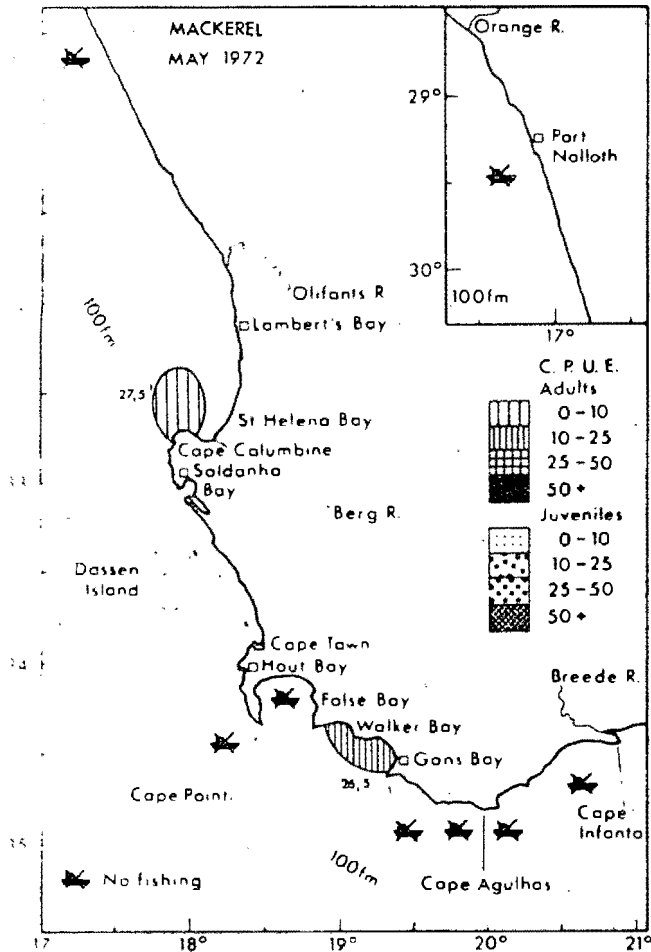 MACKEREL
MAY 1972
Orange R.
29°
Port
Nalloth
30°
100fm
17°
Olifants R
Lambert's Bay
100fm
27,5
St Helena Bay
Cape Columbine
Saldanha
Bay
Berg R.
C. P. U. E.
Adults
0-10
10-25
25-50
50+
Juveniles
0-10
10-25
25-50
50+
Dassen
Island
Cape Town
Hout Bay
False Bay
Walker Bay
Gans Bay
26,5
Breede R.
Cape Point.
Cape
Infanta
100fm
Cape Agulhas
No fishing
17
18°
19°
20°
21°